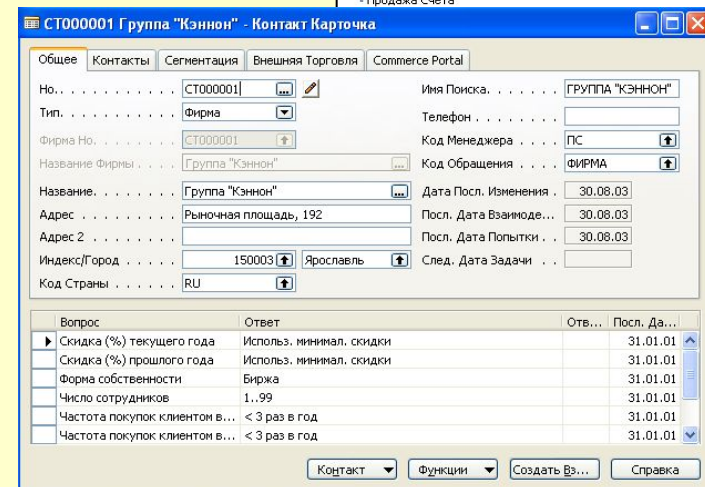 - Продажа Счета
СТ000001 Группа "Кэннон" - Контакт Карточка
Общее Контакты Сегментация Внешняя Торговля Commerce Portal
Но. . . . . . . . . . . . СТ000001 ...
Тип. . . . . . . . . . . . Фирма
Фирма Но. . . . . . . . СТ000001
Название Фирмы . . . . Группа "Кэннон" ...
Название. . . . . . . . . Группа "Кэннон" ...
Адрес . . . . . . . . . . Рыночная площадь, 192
Адрес 2 . . . . . . . . .
Индекс/Город . . . . . 150003 Ярославль
Код Страны . . . . . . RU
Имя Поиска. . . . . . . ГРУППА "КЭННОН"
Телефон . . . . . . . . .
Код Менеджера . . . . ПС
Код Обращения . . . . ФИРМА
Дата Посл. Изменения . 30.08.03
Посл. Дата Взаимоде... 30.08.03
Посл. Дата Попытки . . 30.08.03
След. Дата Задачи . .
Вопрос Ответ Отв... Посл. Да...
Скидка (%) текущего года Использ. минимал. скидки 31.01.01
Скидка (%) прошлого года Использ. минимал. скидки 31.01.01
Форма собственности Биржа 31.01.01
Число сотрудников 1..99 31.01.01
Частота покупок клиентом в... < 3 раз в год 31.01.01
Частота покупок клиентом в... < 3 раз в год 31.01.01
Контакт Функции Создать Вз... Справка